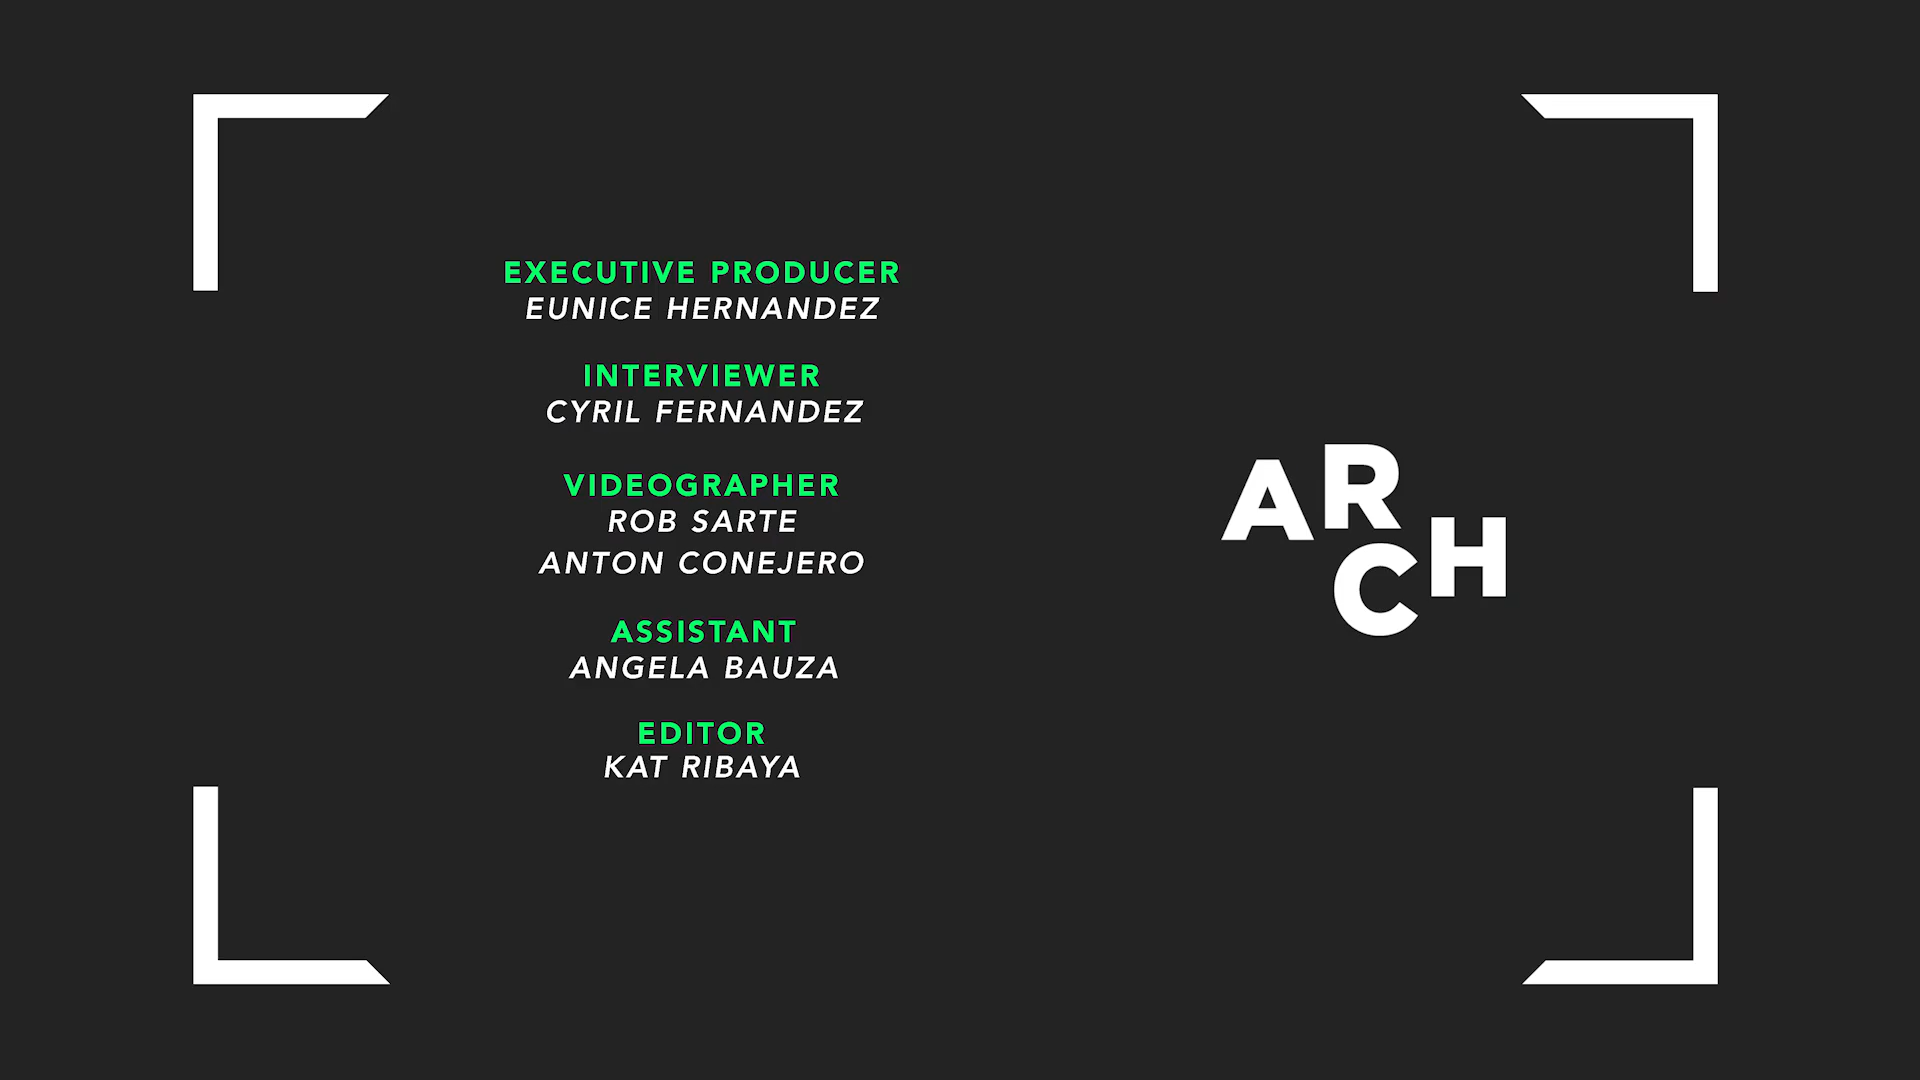 EXECUTIVE PRODUCER
EUNICE HERNANDEZ
INTERVIEWER
CYRIL FERNANDEZ
VIDEOGRAPHER
ROB SARTE
ANTON CONEJERO
ASSISTANT
ANGELA BAUZA
EDITOR
KAT RIBAYA
ARCH